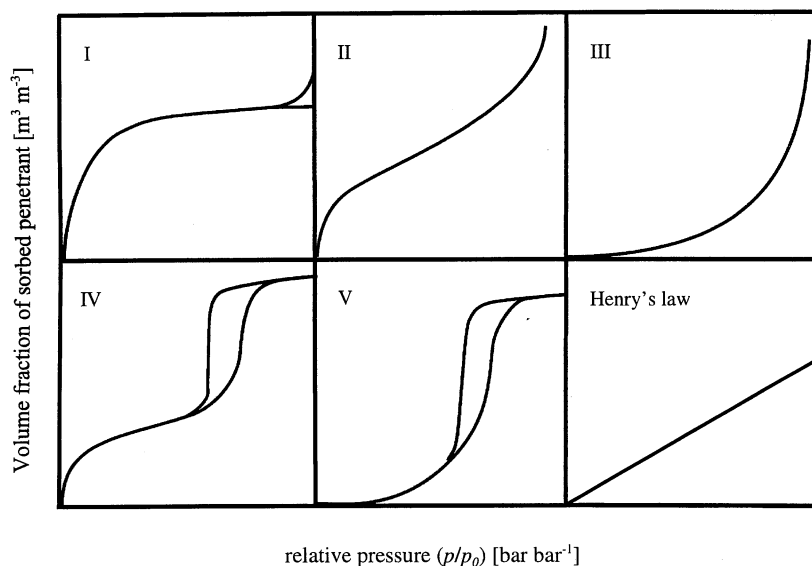 Volume fraction of sorbed penetrant [m³ m⁻³]
I
II
III
IV
V
Henry's law
relative pressure (p/p₀) [bar bar⁻¹]